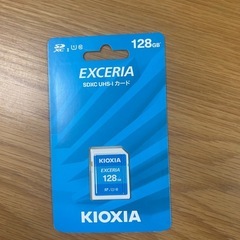 128GB
EXCERIA
SDXC UHS-I カード
KIOXIA
EXCERIA
128GB
KIOXIA